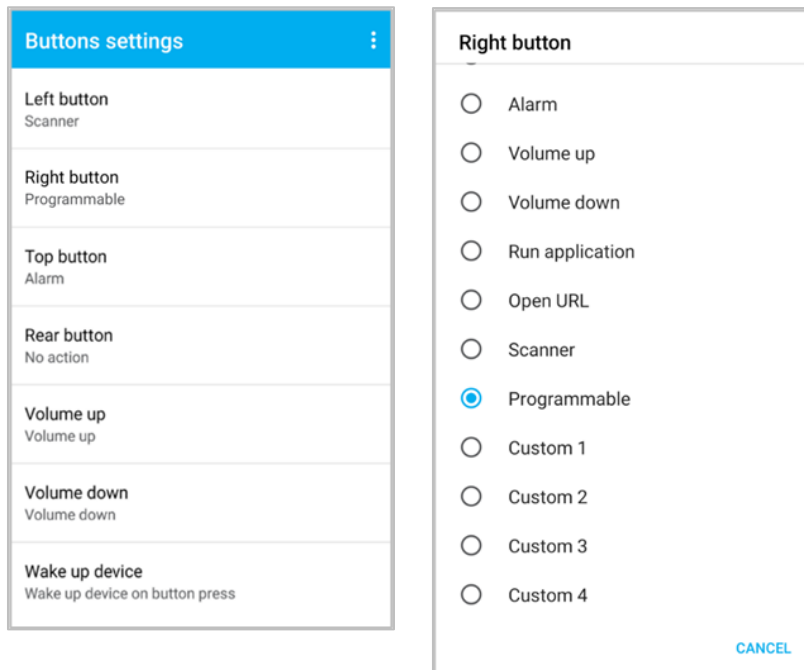 Buttons settings
Left button
Scanner
Right button
Programmable
Top button
Alarm
Rear button
No action
Volume up
Volume up
Volume down
Volume down
Wake up device
Wake up device on button press
Right button
Alarm
Volume up
Volume down
Run application
Open URL
Scanner
Programmable
Custom 1
Custom 2
Custom 3
Custom 4
CANCEL